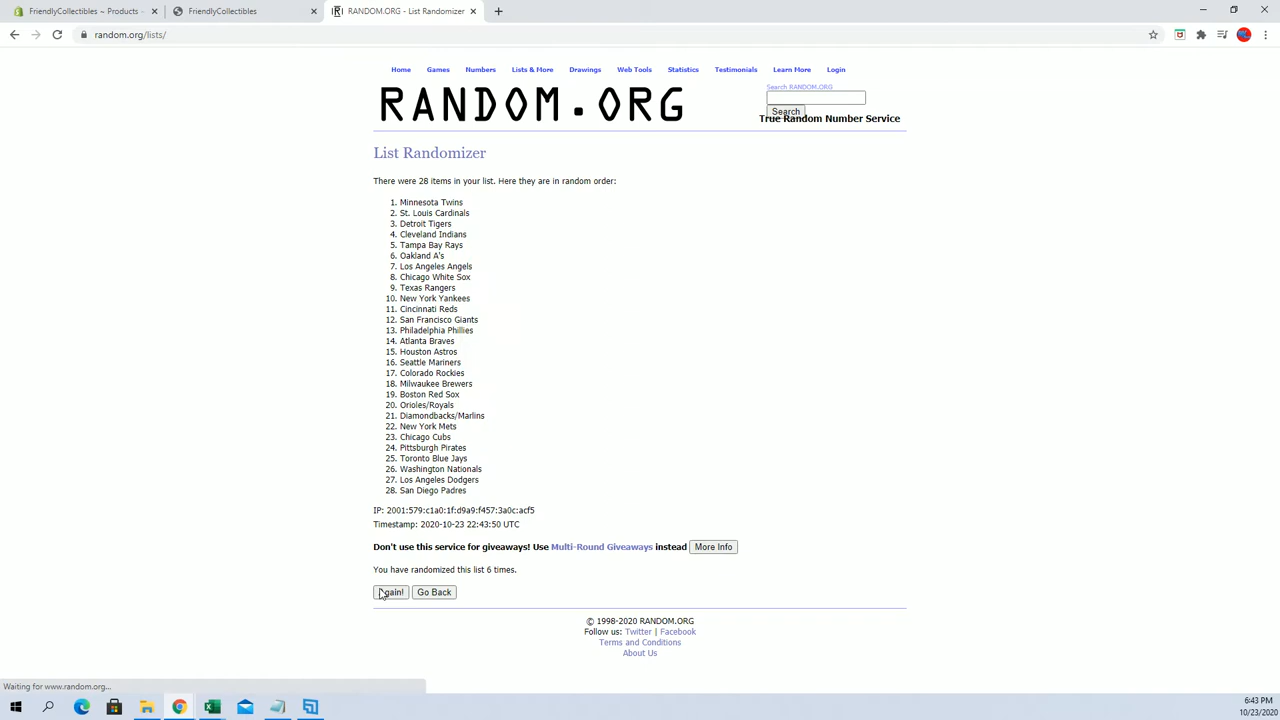 FriendlyCollectibles ~ Products ~
FriendlyCollectibles
RANDOM.ORG - List Randomizer
random.org/lists/
Home Games Numbers Lists & More Drawings Web Tools Statistics Testimonials Learn More Login
RANDOM.ORG
Search RANDOM.ORG
Search
True Random Number Service
List Randomizer
There were 28 items in your list. Here they are in random order:
1. Minnesota Twins
2. St. Louis Cardinals
3. Detroit Tigers
4. Cleveland Indians
5. Tampa Bay Rays
6. Oakland A's
7. Los Angeles Angels
8. Chicago White Sox
9. Texas Rangers
10. New York Yankees
11. Cincinnati Reds
12. San Francisco Giants
13. Philadelphia Phillies
14. Atlanta Braves
15. Houston Astros
16. Seattle Mariners
17. Colorado Rockies
18. Milwaukee Brewers
19. Boston Red Sox
20. Orioles/Royals
21. Diamondbacks/Marlins
22. New York Mets
23. Chicago Cubs
24. Pittsburgh Pirates
25. Toronto Blue Jays
26. Washington Nationals
27. Los Angeles Dodgers
28. San Diego Padres
IP: 2001:579:c1a0:1f:d9a9:f457:3a0c:acf5
Timestamp: 2020-10-23 22:43:50 UTC
Don't use this service for giveaways! Use Multi-Round Giveaways instead More Info
You have randomized this list 6 times.
Again! Go Back
© 1998-2020 RANDOM.ORG
Follow us: Twitter | Facebook
Terms and Conditions
About Us
Waiting for www.random.org...
6:43 PM
10/23/2020